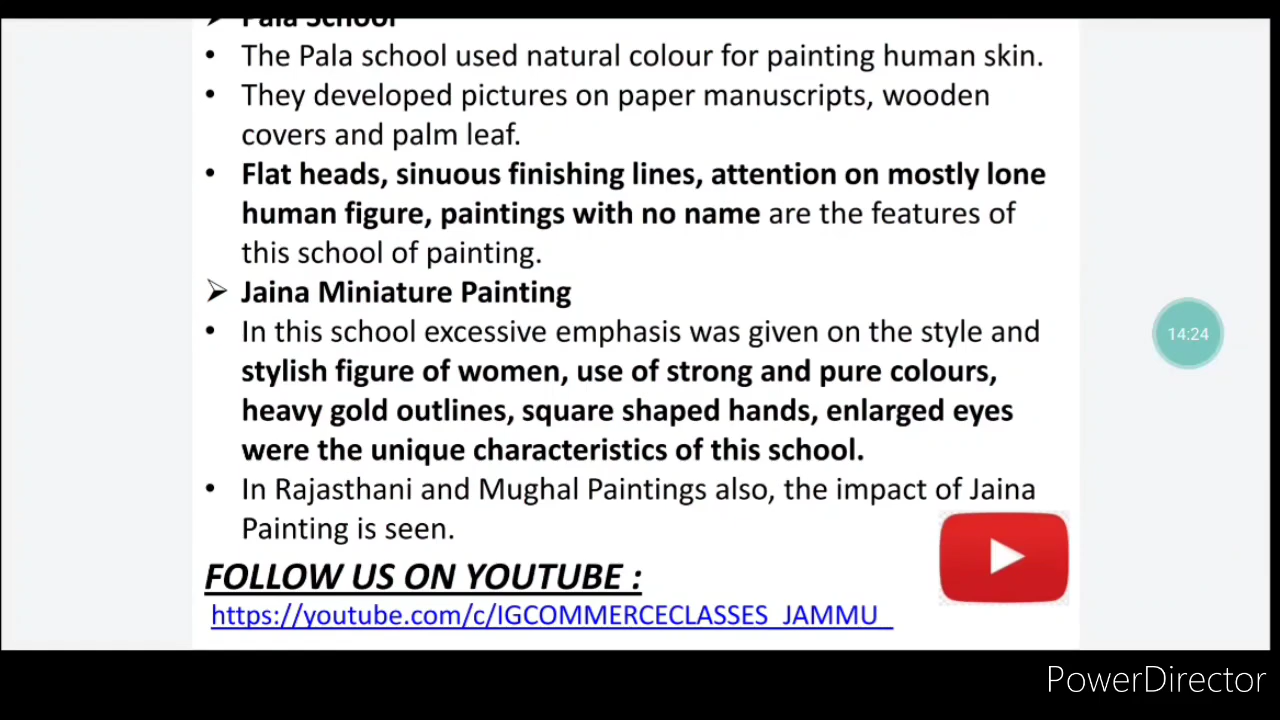 ➤ Pala School
• The Pala school used natural colour for painting human skin.
• They developed pictures on paper manuscripts, wooden
covers and palm leaf.
• Flat heads, sinuous finishing lines, attention on mostly lone
human figure, paintings with no name are the features of
this school of painting.
➤ Jaina Miniature Painting
• In this school excessive emphasis was given on the style and
stylish figure of women, use of strong and pure colours,
heavy gold outlines, square shaped hands, enlarged eyes
were the unique characteristics of this school.
• In Rajasthani and Mughal Paintings also, the impact of Jaina
Painting is seen.
FOLLOW US ON YOUTUBE :
https://youtube.com/c/IGCOMMERCECLASSES_JAMMU_
14:24
PowerDirector